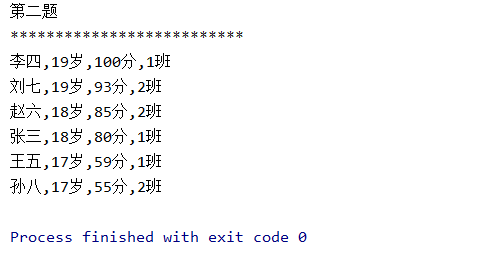 第二题
**************************
李四,19岁,100分,1班
刘七,19岁,93分,2班
赵六,18岁,85分,2班
张三,18岁,80分,1班
王五,17岁,59分,1班
孙八,17岁,55分,2班
Process finished with exit code 0